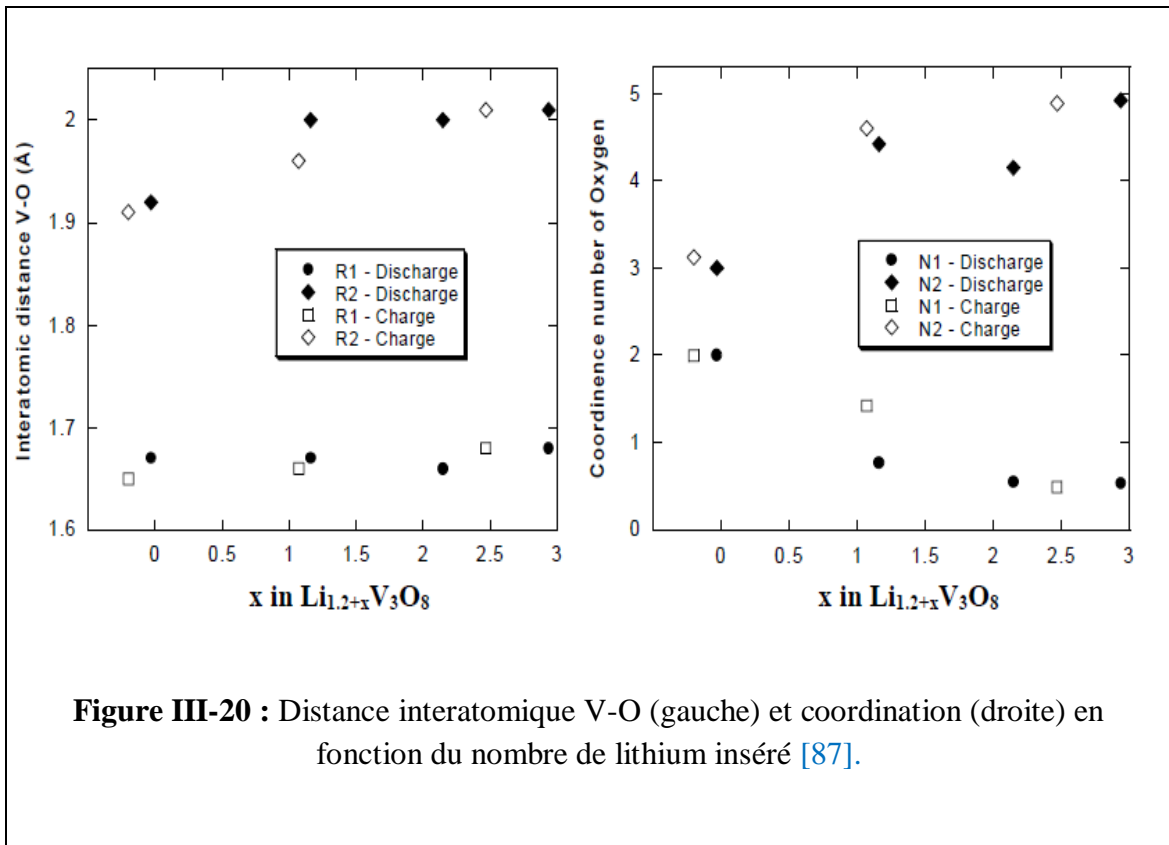 Interatomic distance V-O (Å)
2
1.9
1.8
1.7
1.6
R1 - Discharge
R2 - Discharge
R1 - Charge
R2 - Charge
0 0.5 1 1.5 2 2.5 3
x in Li1.2+xV3O8
Coordinence number of Oxygen
5
4
3
2
1
0
N1 - Discharge
N2 - Discharge
N1 - Charge
N2 - Charge
0 0.5 1 1.5 2 2.5 3
x in Li1.2+xV3O8
Figure III-20 : Distance interatomique V-O (gauche) et coordination (droite) en
fonction du nombre de lithium inséré [87].